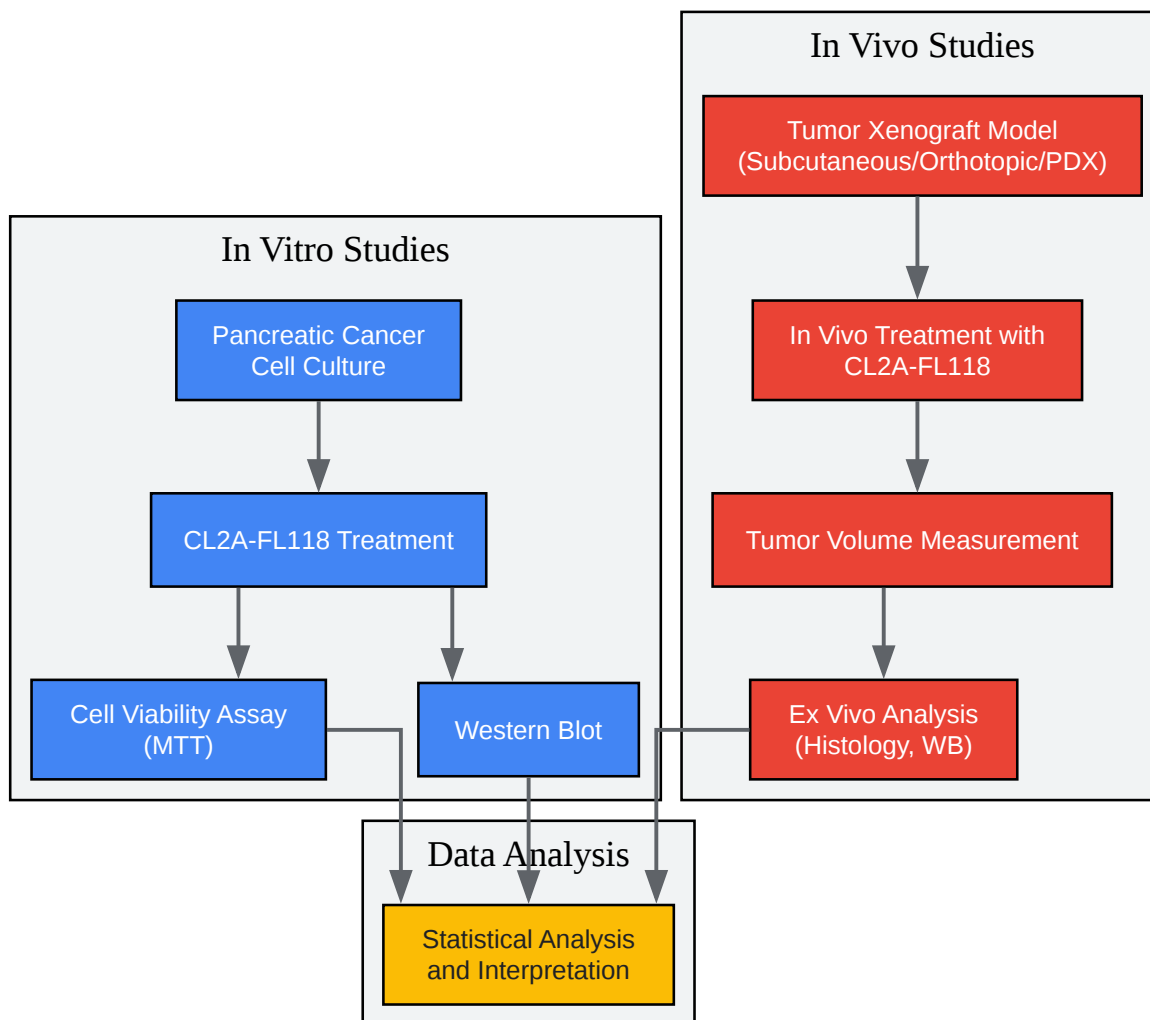 In Vivo Studies
Tumor Xenograft Model
(Subcutaneous/Orthotopic/PDX)
In Vivo Treatment with
CL2A-FL118
Tumor Volume Measurement
Ex Vivo Analysis
(Histology, WB)
In Vitro Studies
Pancreatic Cancer
Cell Culture
CL2A-FL118 Treatment
Cell Viability Assay
(MTT)
Western Blot
Data Analysis
Statistical Analysis
and Interpretation